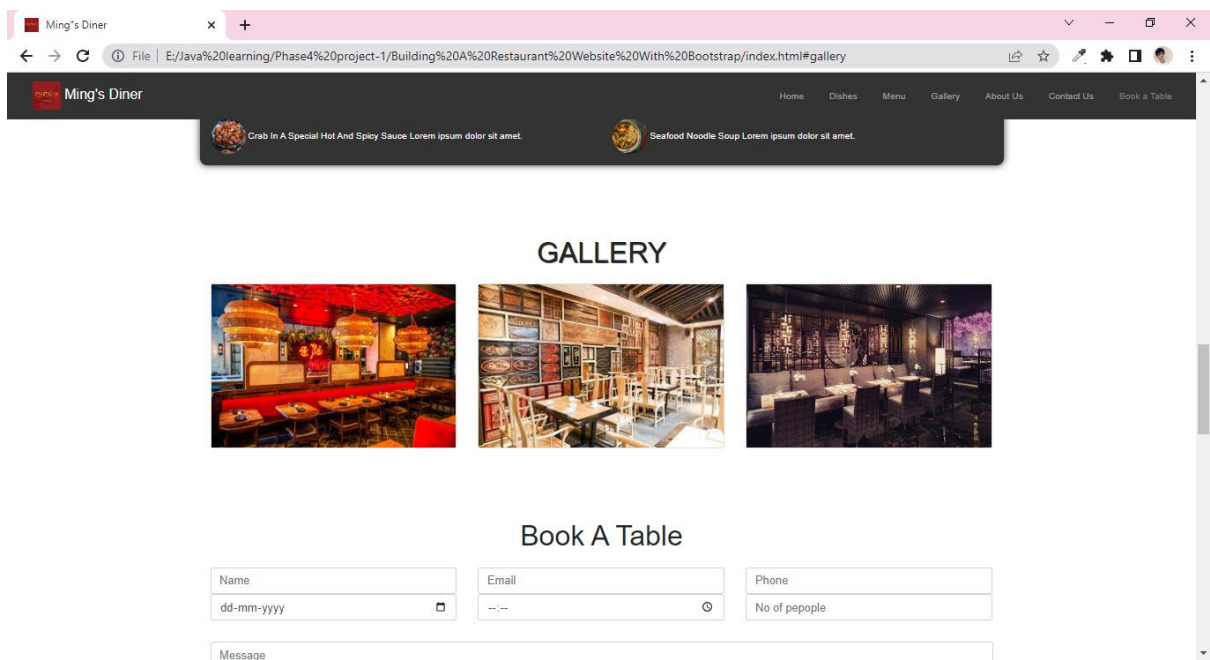 Ming"s Diner
File | E:/Java%20learning/Phase4%20project-1/Building%20A%20Restaurant%20Website%20With%20Bootstrap/index.html#gallery
Ming's Diner Home Dishes Menu Gallery About Us Contact Us Book a Table
Crab In A Special Hot And Spicy Sauce Lorem ipsum dolor sit amet. Seafood Noodle Soup Lorem ipsum dolor sit amet.
GALLERY
Book A Table
Name Email Phone
dd-mm-yyyy --:-- No of pepople
Message